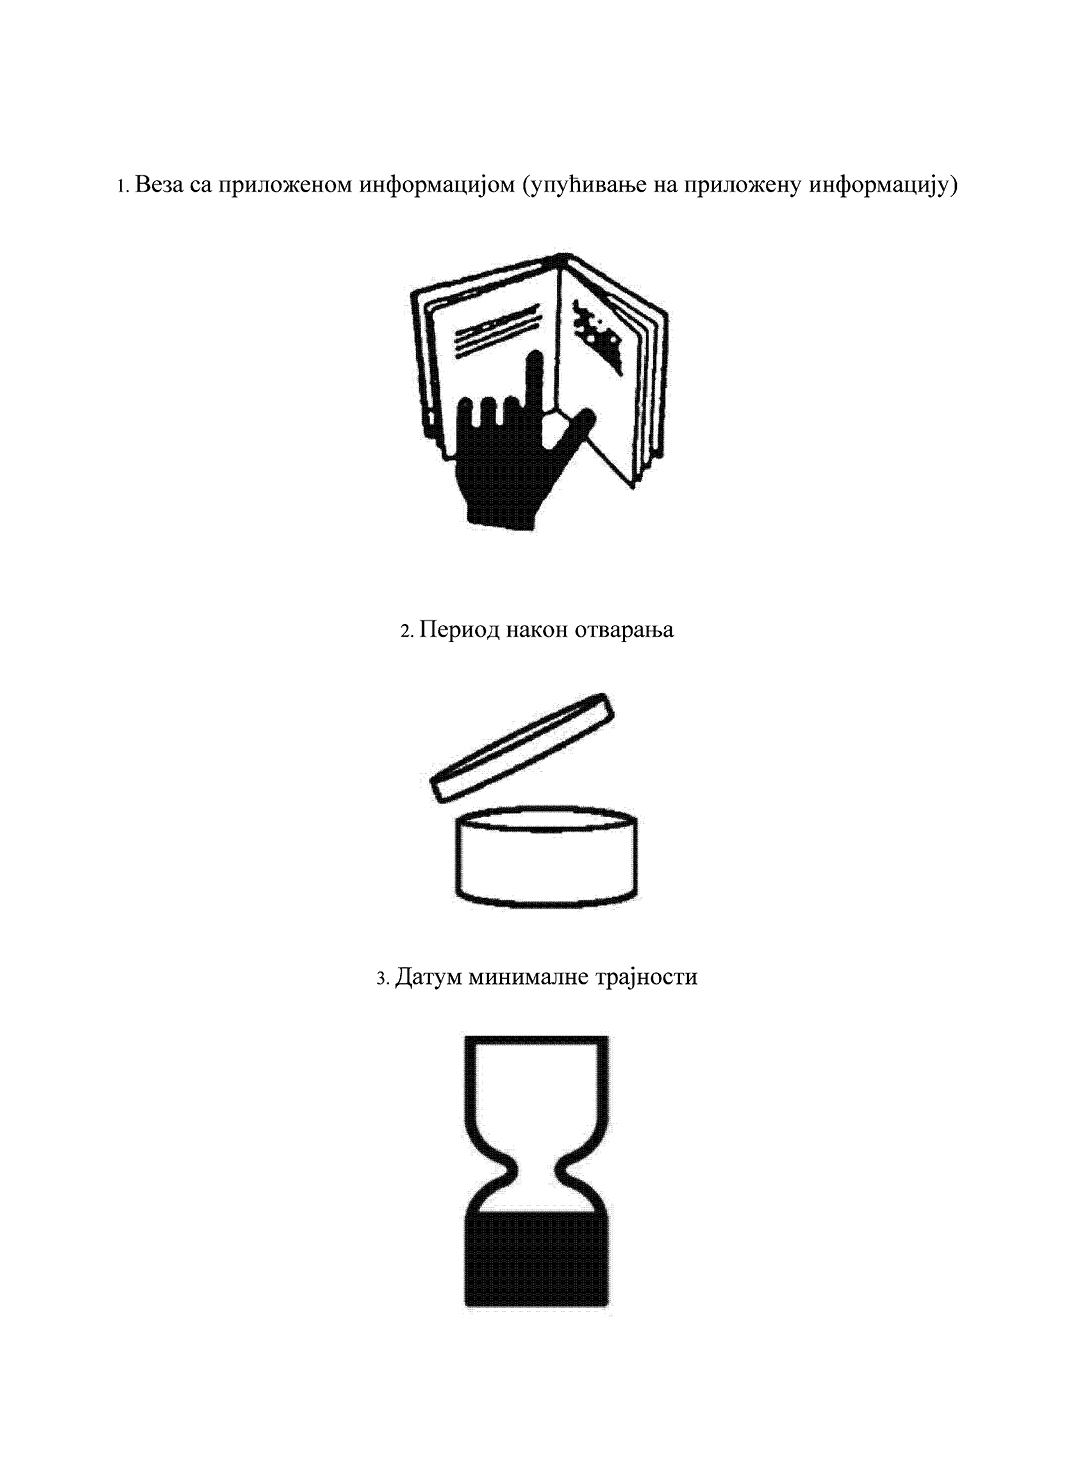 1. Веза са приложеном информацијом (упућивање на приложену информацију)
2. Период након отварања
3. Датум минималне трајности